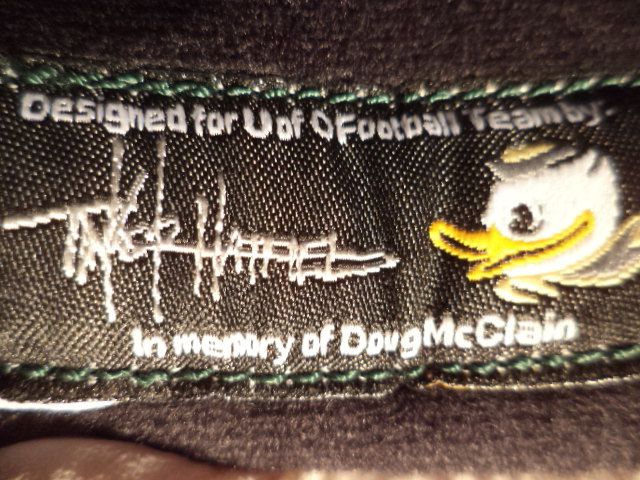 Designed for U of O Football Team by:
In memory of Doug McClain